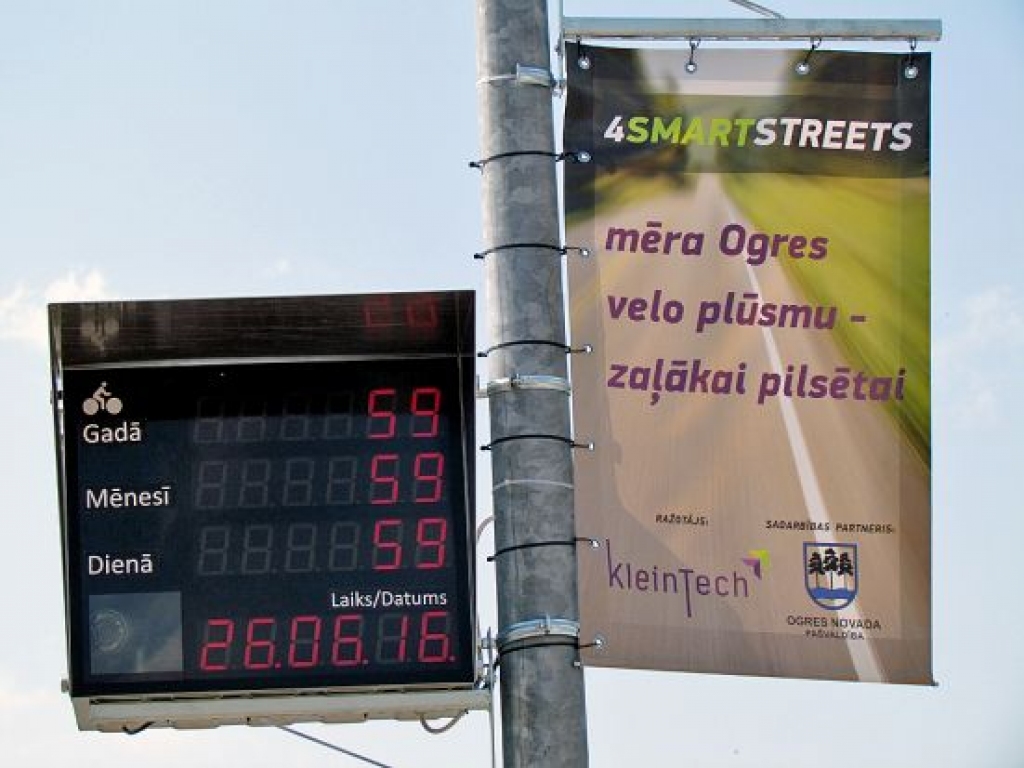 Gadā 59
Mēnesī 59
Dienā 59
Laiks/Datums
26.06.16.
4SMARTSTREETS
mēra Ogres
velo plūsmu -
zaļākai pilsētai
RAŽOTĀJS:
kleinTech
SADARBĪBAS PARTNERIS:
OGRES NOVADA
PAŠVALDĪBA